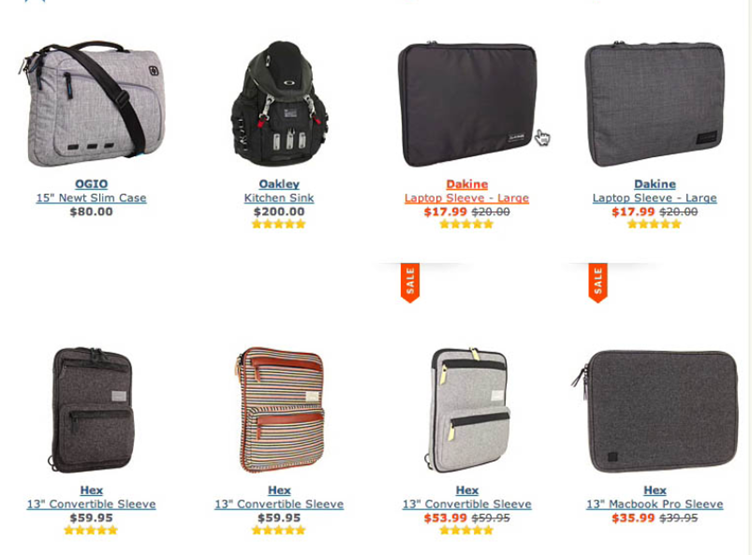 OGIO
15" Newt Slim Case
$80.00
Oakley
Kitchen Sink
$200.00
Dakine
Laptop Sleeve - Large
$17.99 $20.00
Dakine
Laptop Sleeve - Large
$17.99 $20.00
SALE
SALE
Hex
13" Convertible Sleeve
$59.95
Hex
13" Convertible Sleeve
$59.95
Hex
13" Convertible Sleeve
$53.99 $59.95
Hex
13" Macbook Pro Sleeve
$35.99 $39.95